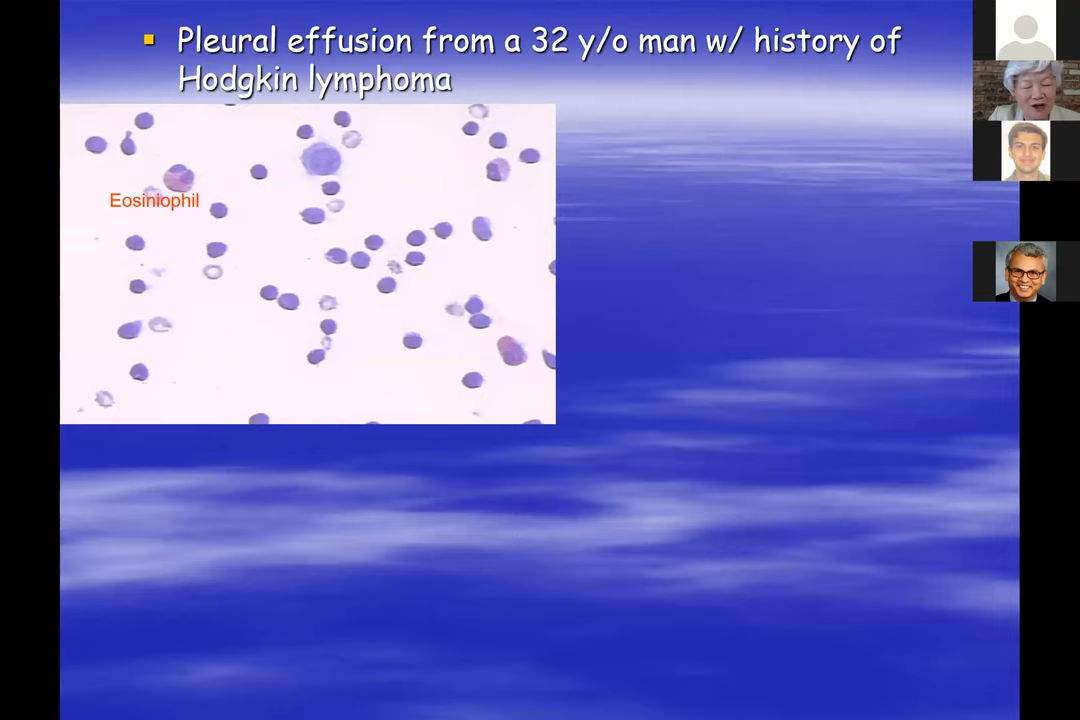 Pleural effusion from a 32 y/o man w/ history of
Hodgkin lymphoma
Eosiniophil